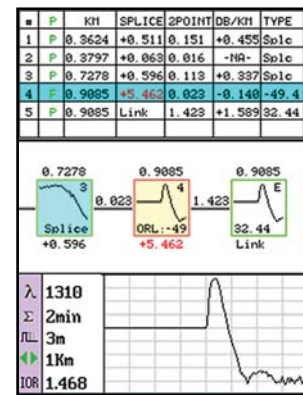 # P KM SPLICE 2POINT DB/KM TYPE
1 P 0.3624 +0.511 0.151 +0.455 Splc
2 P 0.3797 +0.063 0.016 -NA- Splc
3 P 0.7278 +0.596 0.113 +0.337 Splc
4 F 0.9085 +5.462 0.023 -0.140 -49.4
5 P 0.9085 Link 1.423 +1.589 32.44
0.7278 0.9085 0.9085
3 4 E
0.023 1.423
Splice ORL:-49 32.44
+0.596 +5.462 Link
λ 1310
Σ 2min
3m
1Km
IOR 1.468